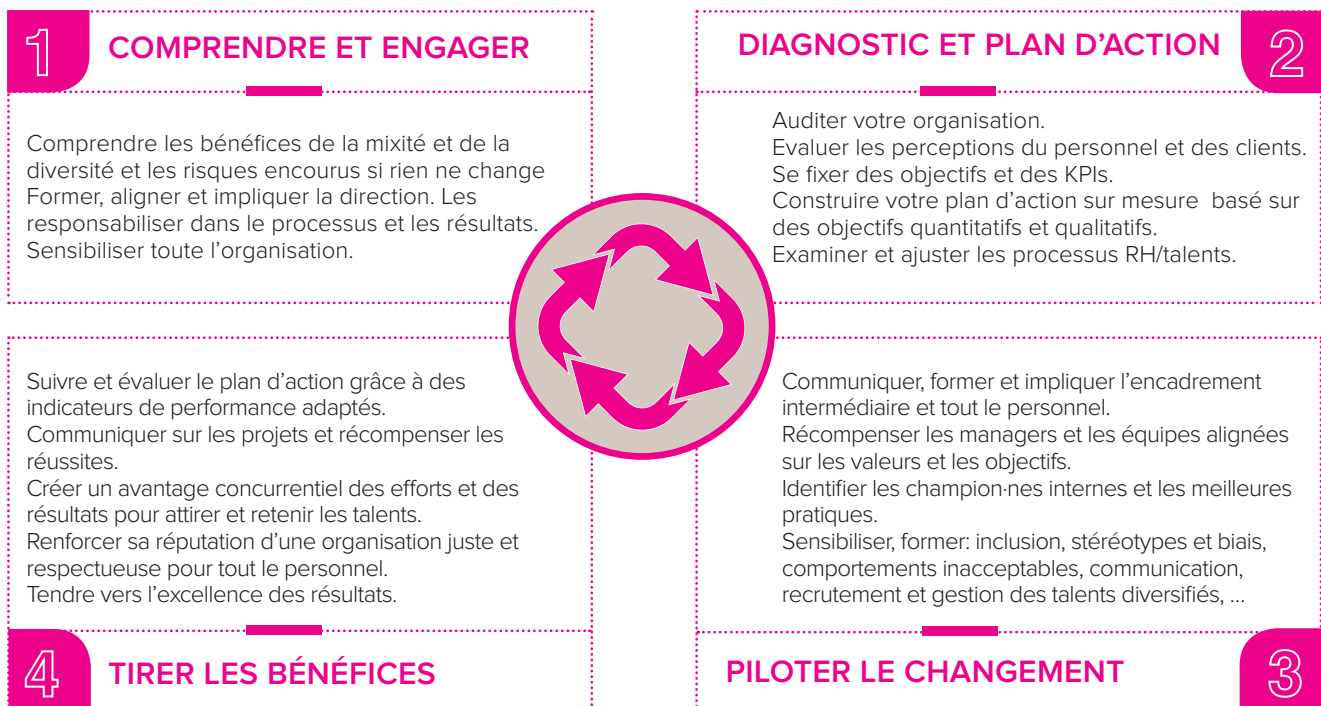 1
COMPRENDRE ET ENGAGER
Comprendre les bénéfices de la mixité et de la
diversité et les risques encourus si rien ne change
Former, aligner et impliquer la direction. Les
responsabiliser dans le processus et les résultats.
Sensibiliser toute l'organisation.
DIAGNOSTIC ET PLAN D'ACTION
2
Auditer votre organisation.
Evaluer les perceptions du personnel et des clients.
Se fixer des objectifs et des KPIs.
Construire votre plan d'action sur mesure  basé sur
des objectifs quantitatifs et qualitatifs.
Examiner et ajuster les processus RH/talents.
Communiquer, former et impliquer l'encadrement
intermédiaire et tout le personnel.
Récompenser les managers et les équipes alignées
sur les valeurs et les objectifs.
Identifier les champion·nes internes et les meilleures
pratiques.
Sensibiliser, former: inclusion, stéréotypes et biais,
comportements inacceptables, communication,
recrutement et gestion des talents diversifiés, ...
PILOTER LE CHANGEMENT
3
Suivre et évaluer le plan d'action grâce à des
indicateurs de performance adaptés.
Communiquer sur les projets et récompenser les
réussites.
Créer un avantage concurrentiel des efforts et des
résultats pour attirer et retenir les talents.
Renforcer sa réputation d'une organisation juste et
respectueuse pour tout le personnel.
Tendre vers l'excellence des résultats.
4
TIRER LES BÉNÉFICES